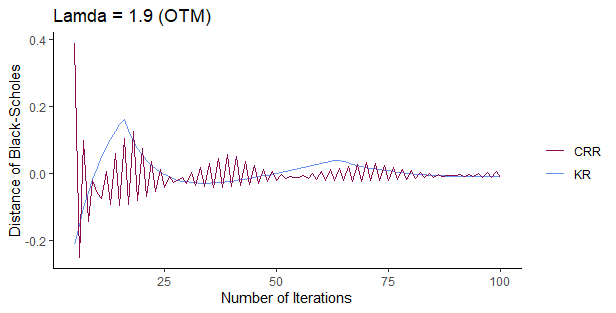 Lamda = 1.9 (OTM)
0.4
0.2
0.0
-0.2
Distance of Black-Scholes
25
50
75
100
Number of Iterations
CRR
KR